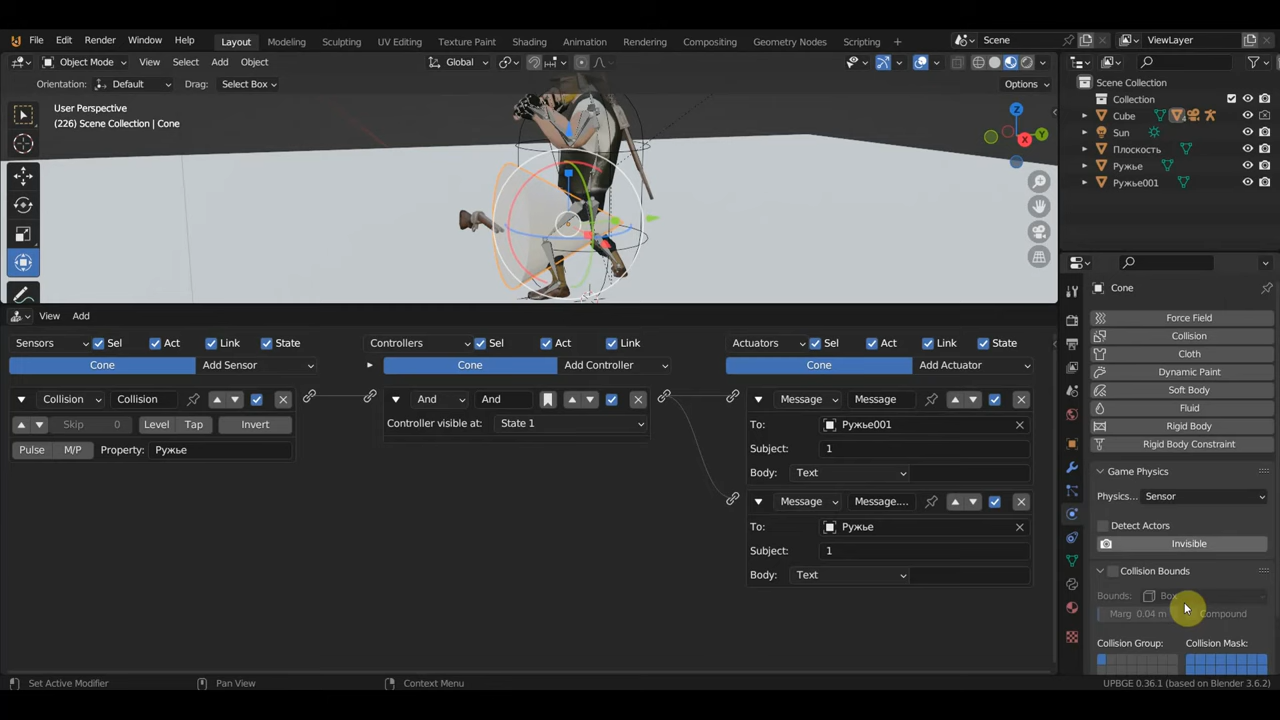 File Edit Render Window Help Layout Modeling Sculpting UV Editing Texture Paint Shading Animation Rendering Compositing Geometry Nodes Scripting + Scene ViewLayer
Object Mode View Select Add Object Global
Orientation: Default Drag: Select Box Options
User Perspective
(226) Scene Collection | Cone
Z
Y
X
Scene Collection
Collection
Cube
Sun
Плоскость
Ружье
Ружье001
View Add
Sensors Sel Act Link State Controllers Sel Act Link Actuators Sel Act Link State
Cone Add Sensor Cone Add Controller Cone Add Actuator
Collision Collision And And Message Message
Skip 0 Level Tap Invert Controller visible at: State 1 To: Ружье001
Pulse M/P Property: Ружье Subject: 1
Body: Text
Message Message....
To: Ружье
Subject: 1
Body: Text
Cone
Force Field
Collision
Cloth
Dynamic Paint
Soft Body
Fluid
Rigid Body
Rigid Body Constraint
Game Physics
Physics... Sensor
Detect Actors
Invisible
Collision Bounds
Bounds: Box
Marg 0.04 m Compound
Collision Group: Collision Mask:
Set Active Modifier Pan View Context Menu UPBGE 0.36.1 (based on Blender 3.6.2)